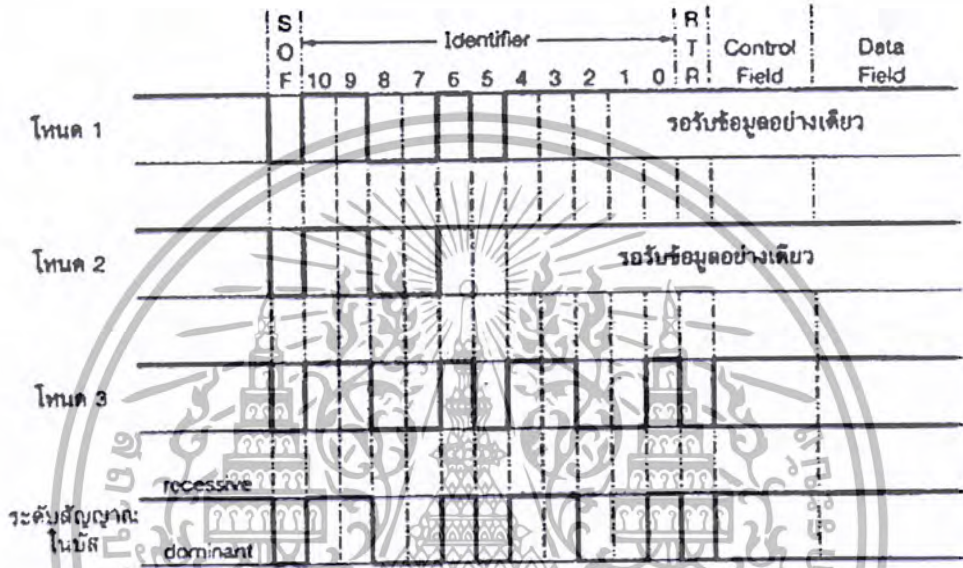 S O F
Identifier
10 9 8 7 6 5 4 3 2 1 0
R T R
Control Field
Data Field
โหนด 1
รอรับข้อมูลอย่างเดียว
โหนด 2
รอรับข้อมูลอย่างเดียว
โหนด 3
recessive
ระดับสัญญาณ
ในบัส
dominant